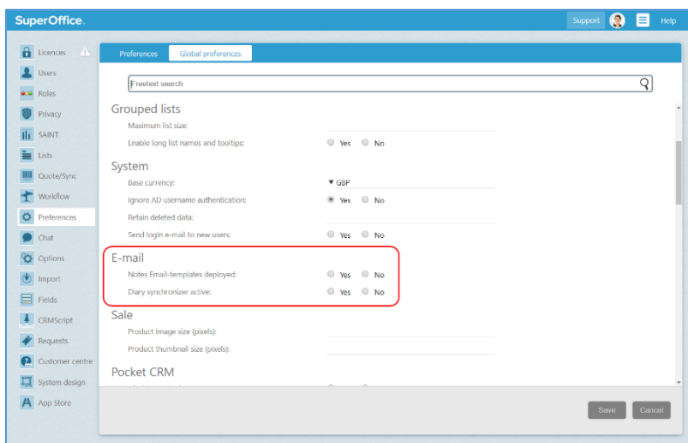 SuperOffice.
Support
Help
Licences
Users
Roles
Privacy
SAINT
Lists
Quote/Sync
Workflow
Preferences
Chat
Options
Import
Fields
CRMScript
Requests
Customer centre
System design
App Store
Preferences Global preferences
Freetext search
Grouped lists
Maximum list size:
Enable long list names and tooltips: Yes No
System
Base currency: GBP
Ignore AD username authentication: Yes No
Retain deleted data:
Send login e-mail to new users: Yes No
E-mail
Notes Email-templates deployed: Yes No
Diary synchronizer active: Yes No
Sale
Product image size (pixels):
Product thumbnail size (pixels):
Pocket CRM
Save Cancel